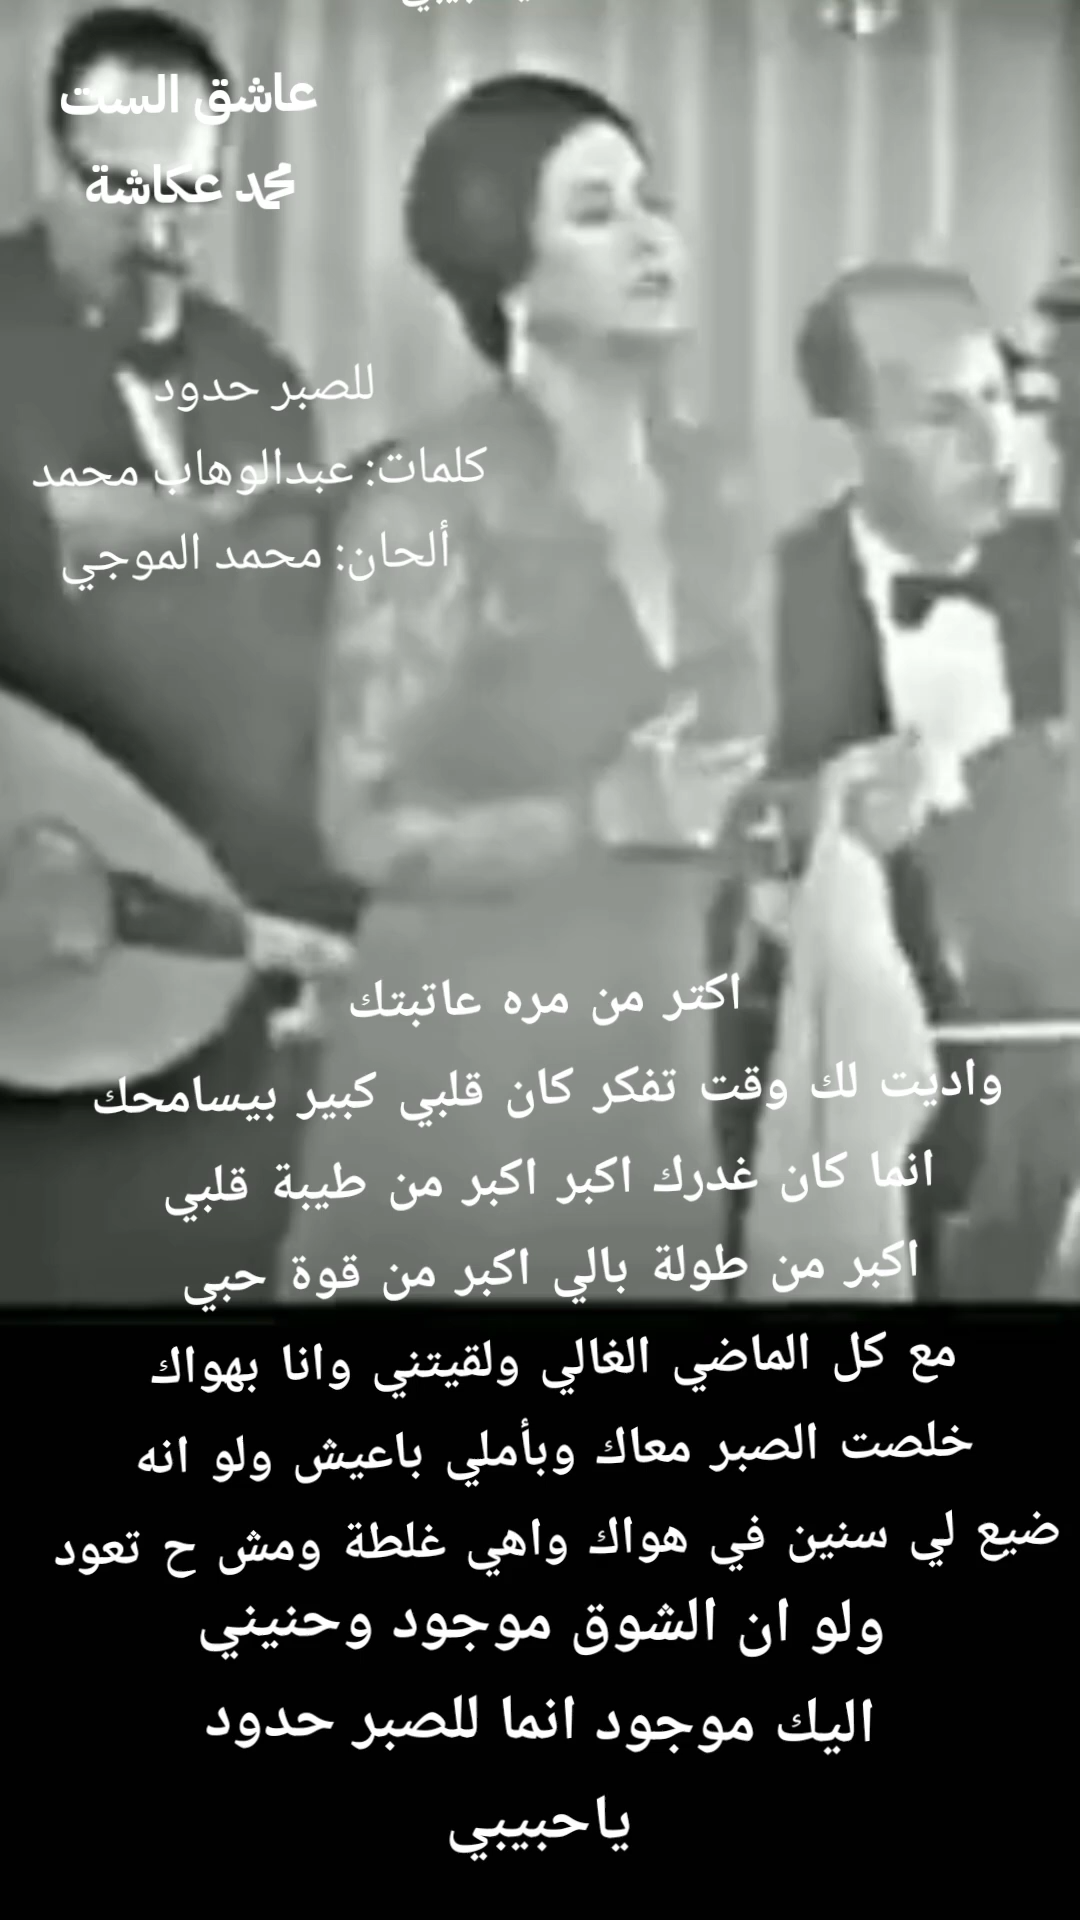 عاشق الست
محمد عكاشة
للصبر حدود
كلمات: عبدالوهاب محمد
ألحان: محمد الموجي
اكتر من مره عاتبتك
واديت لك وقت تفكر كان قلبي كبير بيسامحك
انما كان غدرك اكبر اكبر من طيبة قلبي
اكبر من طولة بالي اكبر من قوة حبي
مع كل الماضي الغالي ولقيتني وانا بهواك
خلصت الصبر معاك وبأملي باعيش ولو انه
ضيع لي سنين في هواك واهي غلطة ومش ح تعود
ولو ان الشوق موجود وحنيني
اليك موجود انما للصبر حدود
ياحبيبي